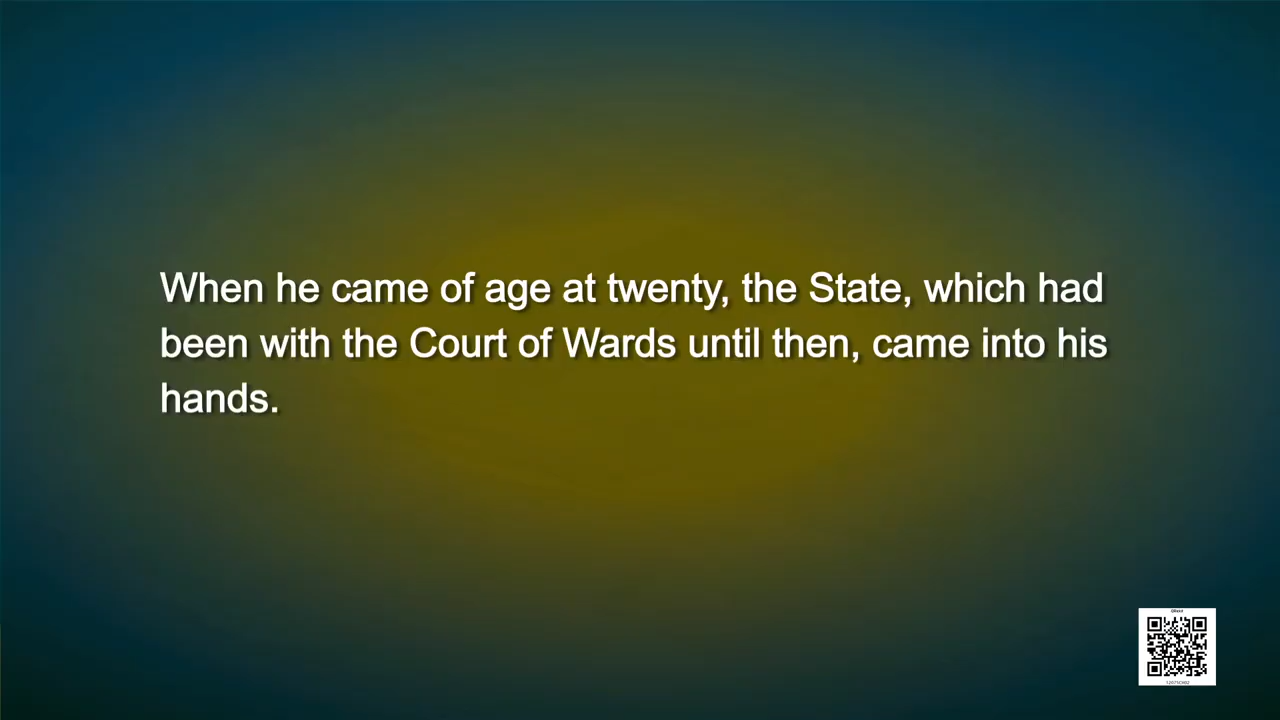 When he came of age at twenty, the State, which had
been with the Court of Wards until then, came into his
hands.